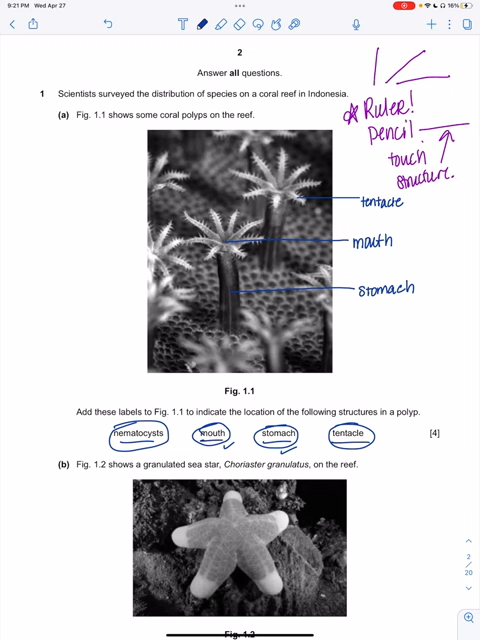 9:21 PM Wed Apr 27
16%
2
Answer all questions.
1 Scientists surveyed the distribution of species on a coral reef in Indonesia.
(a) Fig. 1.1 shows some coral polyps on the reef.
Ruler!
pencil
touch
structure.
tentacle
mouth
stomach
Fig. 1.1
Add these labels to Fig. 1.1 to indicate the location of the following structures in a polyp.
nematocysts mouth stomach tentacle [4]
(b) Fig. 1.2 shows a granulated sea star, Choriaster granulatus, on the reef.
Fig. 1.2
2
/
20